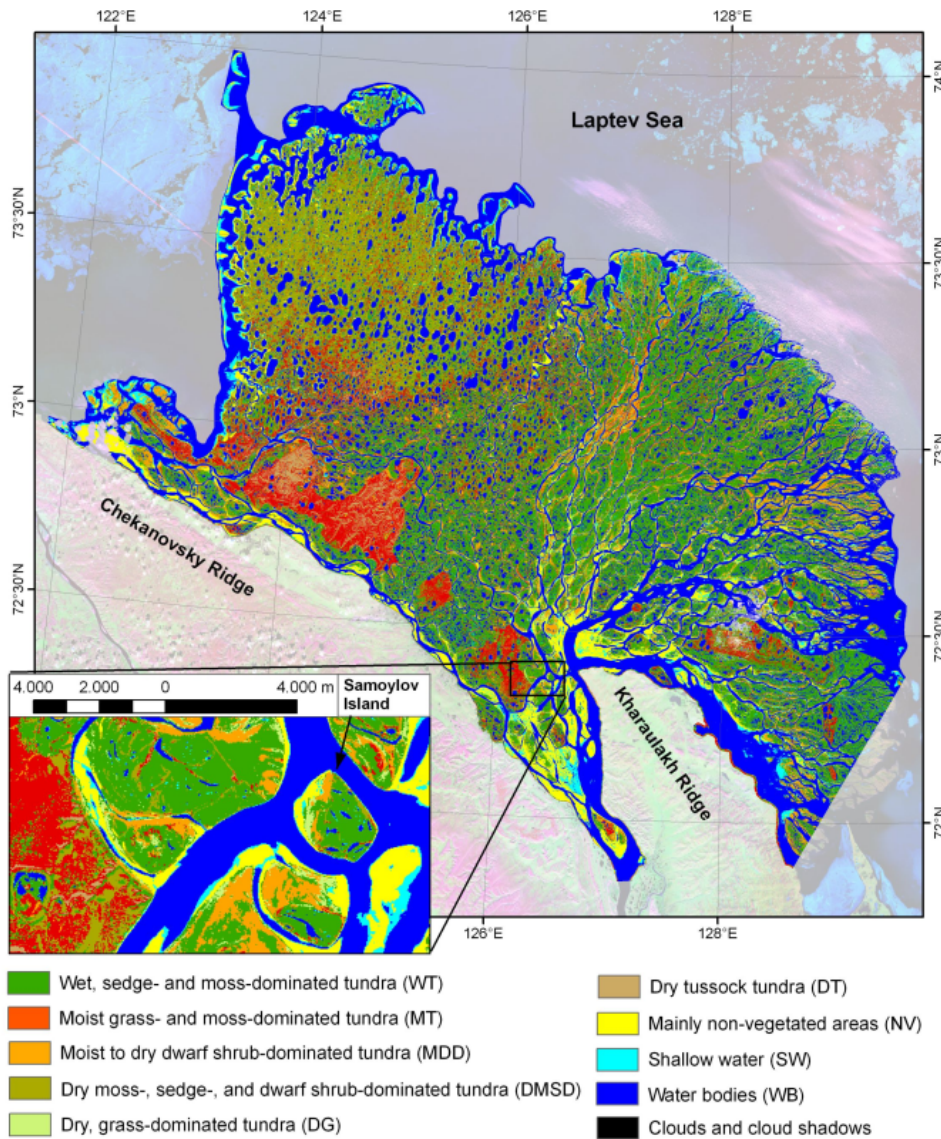 122°E 124°E 126°E 128°E
74°N
Laptev Sea
73°30'N
73°30'N
73°N
73°N
Chekanovsky Ridge
72°30'N
72°30'N
Kharaulakh Ridge
72°N
4.000 2.000 0 4.000 m
Samoylov
Island
126°E 128°E
Wet, sedge- and moss-dominated tundra (WT)
Moist grass- and moss-dominated tundra (MT)
Moist to dry dwarf shrub-dominated tundra (MDD)
Dry moss-, sedge-, and dwarf shrub-dominated tundra (DMSD)
Dry, grass-dominated tundra (DG)
Dry tussock tundra (DT)
Mainly non-vegetated areas (NV)
Shallow water (SW)
Water bodies (WB)
Clouds and cloud shadows